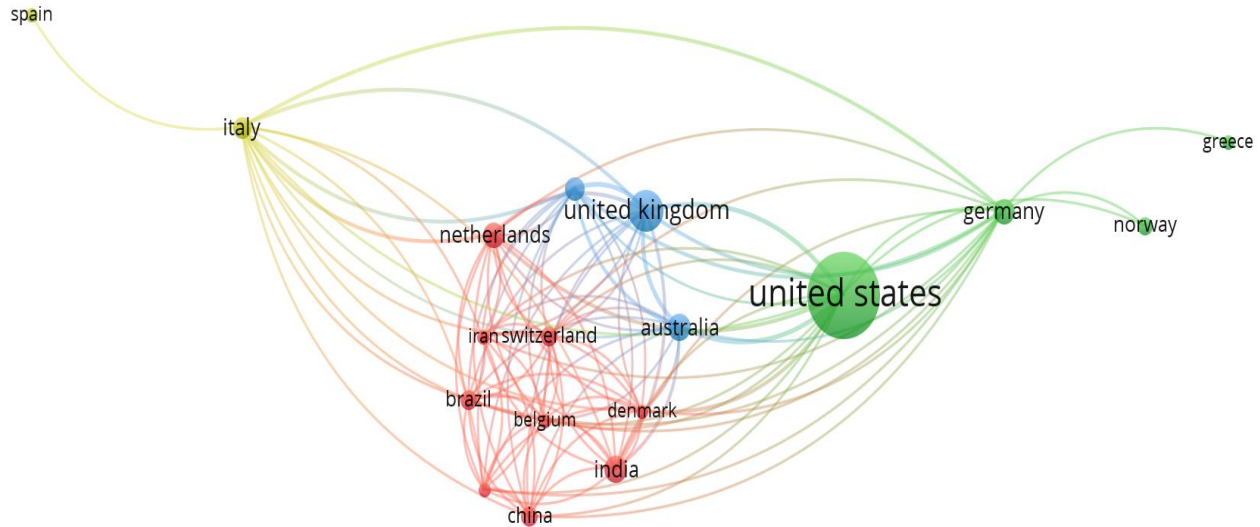 spain
italy
greece
united kingdom
germany
norway
netherlands
united states
australia
iran
switzerland
brazil
belgium
denmark
india
china